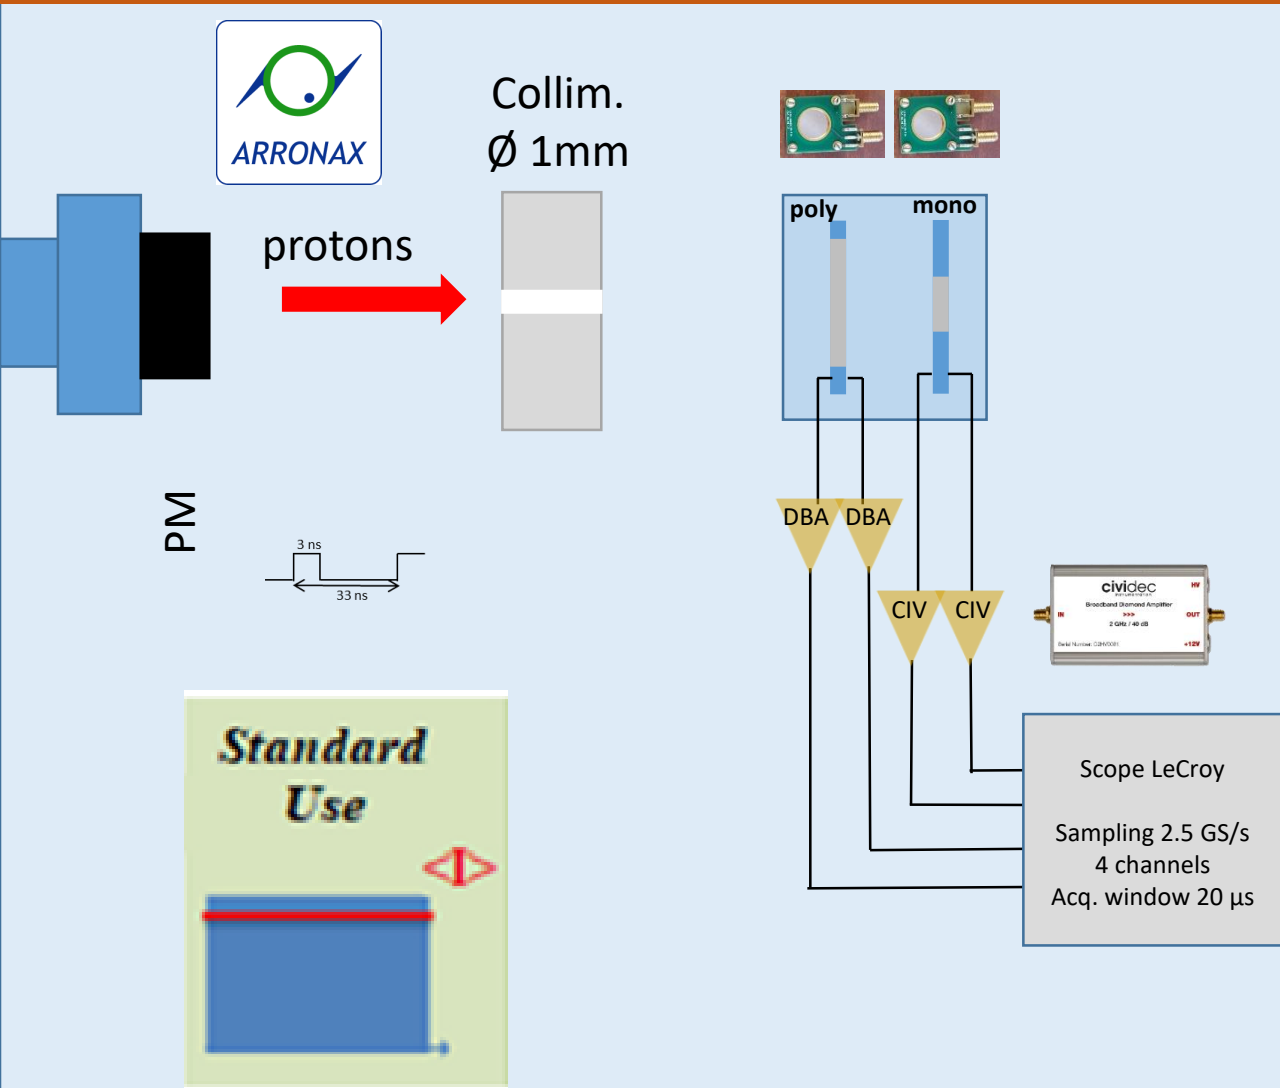 ARRONAX
Collim.
Ø 1mm
protons
poly
mono
PM
3 ns
33 ns
DBA
DBA
CIV
CIV
cividec
Broadband Diamond Amplifier
IN
>>>
OUT
2 GHz / 40 dB
HV
+12V
Standard
Use
Scope LeCroy
Sampling 2.5 GS/s
4 channels
Acq. window 20 µs